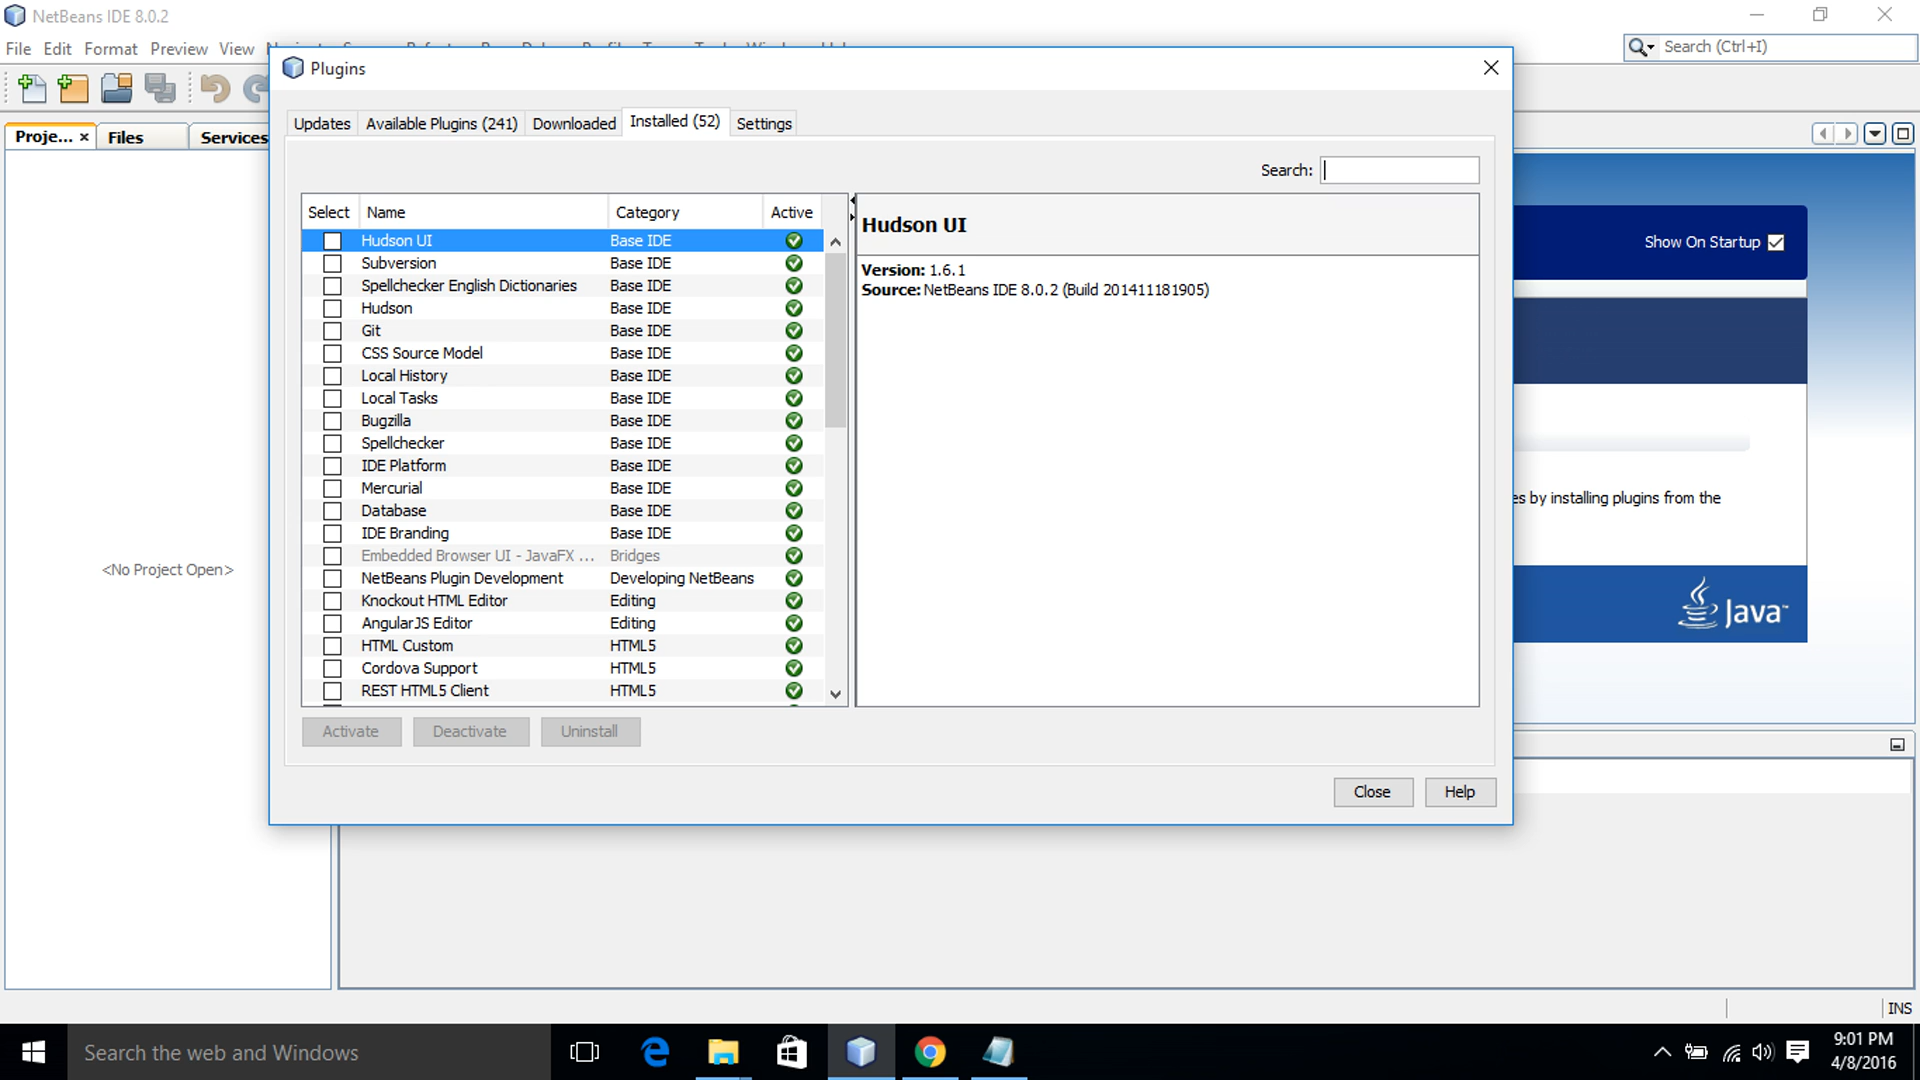 NetBeans IDE 8.0.2
File Edit Format Preview View
Search (Ctrl+I)
Plugins
Updates Available Plugins (241) Downloaded Installed (52) Settings
Proje... Files Services
Search:
Select Name Category Active
Hudson UI Base IDE
Subversion Base IDE
Spellchecker English Dictionaries Base IDE
Hudson Base IDE
Git Base IDE
CSS Source Model Base IDE
Local History Base IDE
Local Tasks Base IDE
Bugzilla Base IDE
Spellchecker Base IDE
IDE Platform Base IDE
Mercurial Base IDE
Database Base IDE
IDE Branding Base IDE
Embedded Browser UI - JavaFX ... Bridges
NetBeans Plugin Development Developing NetBeans
Knockout HTML Editor Editing
AngularJS Editor Editing
HTML Custom HTML5
Cordova Support HTML5
REST HTML5 Client HTML5
Hudson UI
Version: 1.6.1
Source: NetBeans IDE 8.0.2 (Build 201411181905)
Activate Deactivate Uninstall
Close Help
<No Project Open>
Show On Startup
es by installing plugins from the
Java™
INS
Search the web and Windows
9:01 PM
4/8/2016